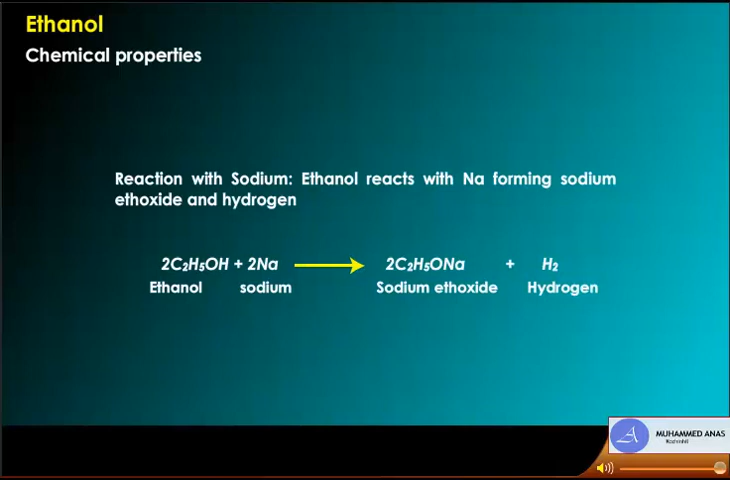 Ethanol
Chemical properties
Reaction with Sodium: Ethanol reacts with Na forming sodium
ethoxide and hydrogen
2C₂H₅OH + 2Na ⟶ 2C₂H₅ONa + H₂
Ethanol sodium Sodium ethoxide Hydrogen
MUHAMMED ANAS